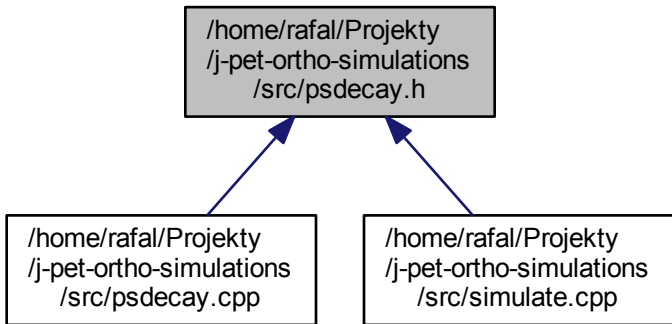 /home/rafal/Projekty
/j-pet-ortho-simulations
/src/psdecay.h
/home/rafal/Projekty
/j-pet-ortho-simulations
/src/psdecay.cpp
/home/rafal/Projekty
/j-pet-ortho-simulations
/src/simulate.cpp